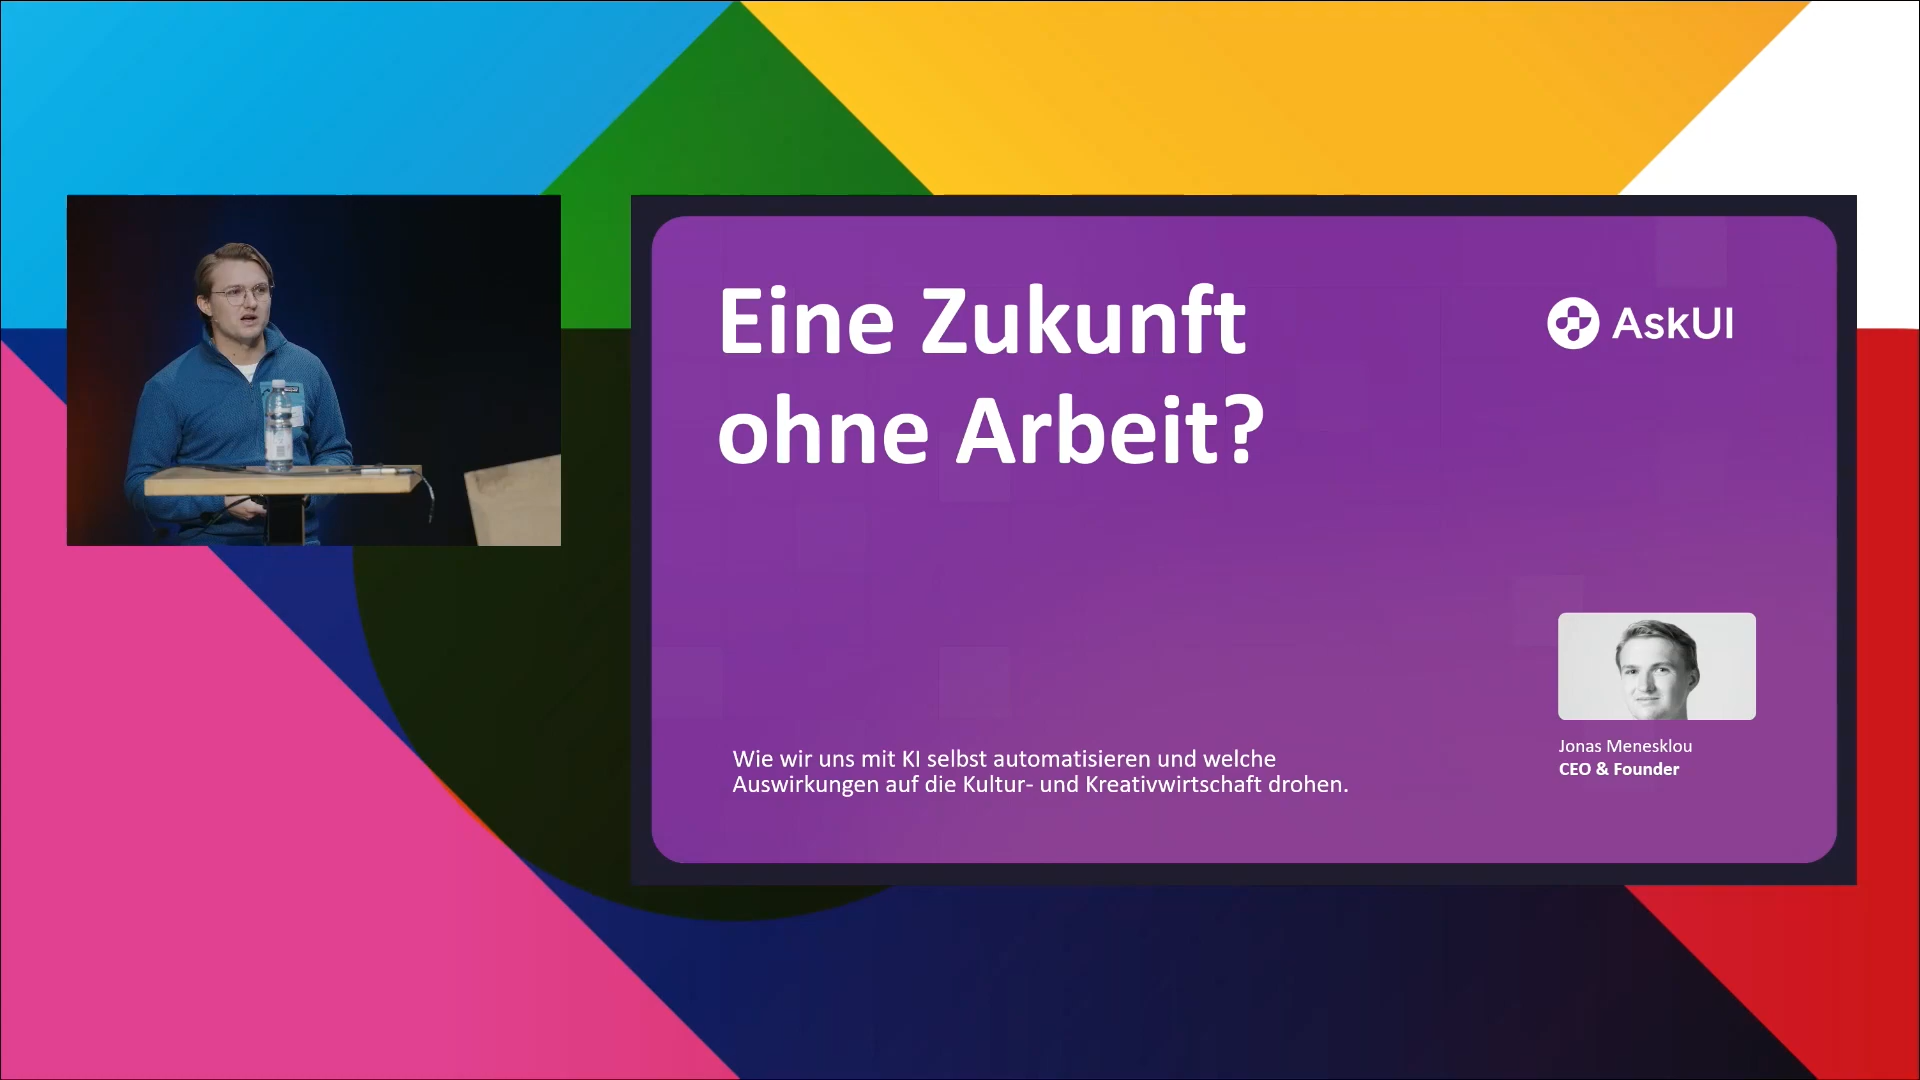 Eine Zukunft
ohne Arbeit?
AskUI
Wie wir uns mit KI selbst automatisieren und welche
Auswirkungen auf die Kultur- und Kreativwirtschaft drohen.
Jonas Menesklou
CEO & Founder